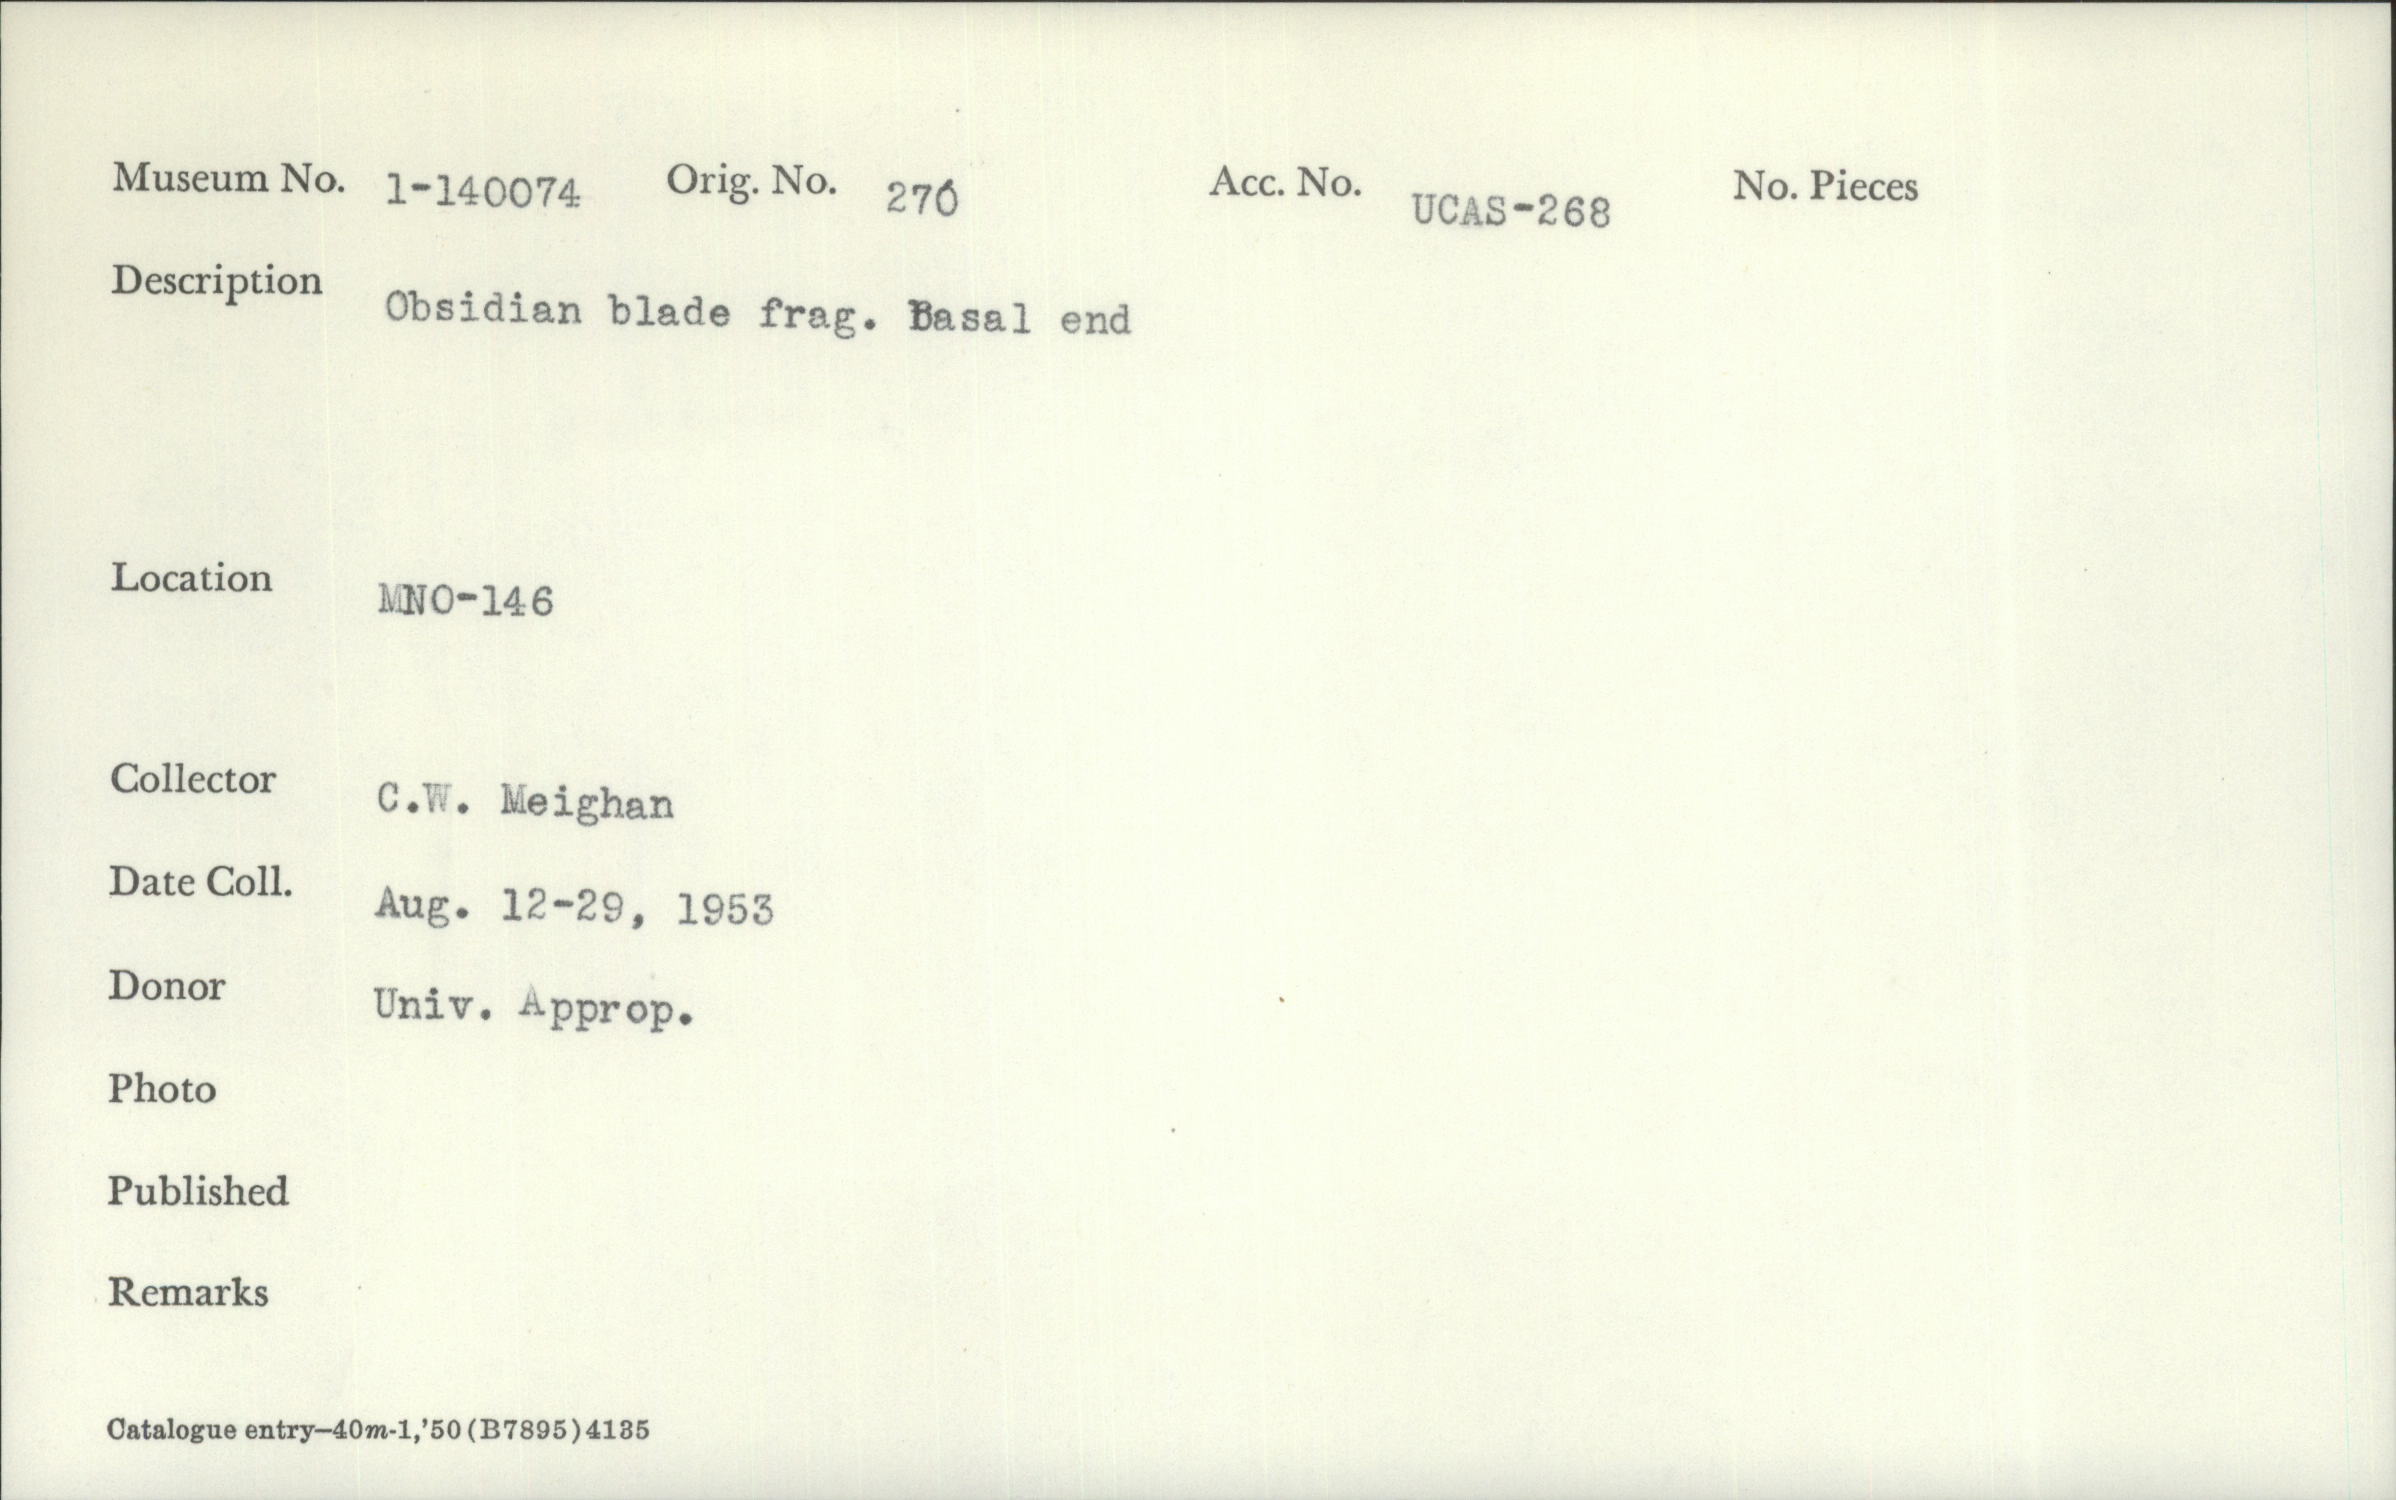 Museum No. 1-140074 Orig. No. 270 Acc. No. UCAS-268 No. Pieces
Description Obsidian blade frag. Basal end
Location MNO-146
Collector C.W. Meighan
Date Coll. Aug. 12-29, 1953
Donor Univ. Approp.
Photo
Published
Remarks
Catalogue entry—40m-1,'50(B7895)4135